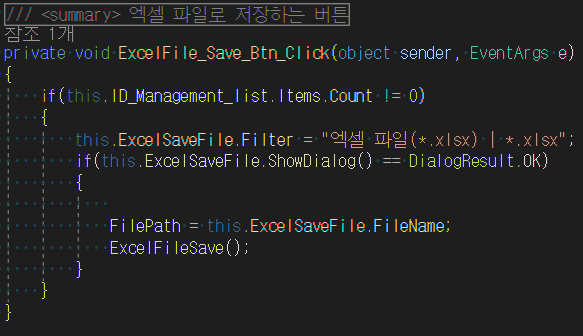 /// <summary> 엑셀 파일로 저장하는 버튼
참조 1개
private void ExcelFile_Save_Btn_Click(object sender, EventArgs e)
{
if(this.ID_Management_list.Items.Count != 0)
{
this.ExcelSaveFile.Filter = "엑셀 파일(*.xlsx) | *.xlsx";
if(this.ExcelSaveFile.ShowDialog() == DialogResult.OK)
{
FilePath = this.ExcelSaveFile.FileName;
ExcelFileSave();
}
}
}